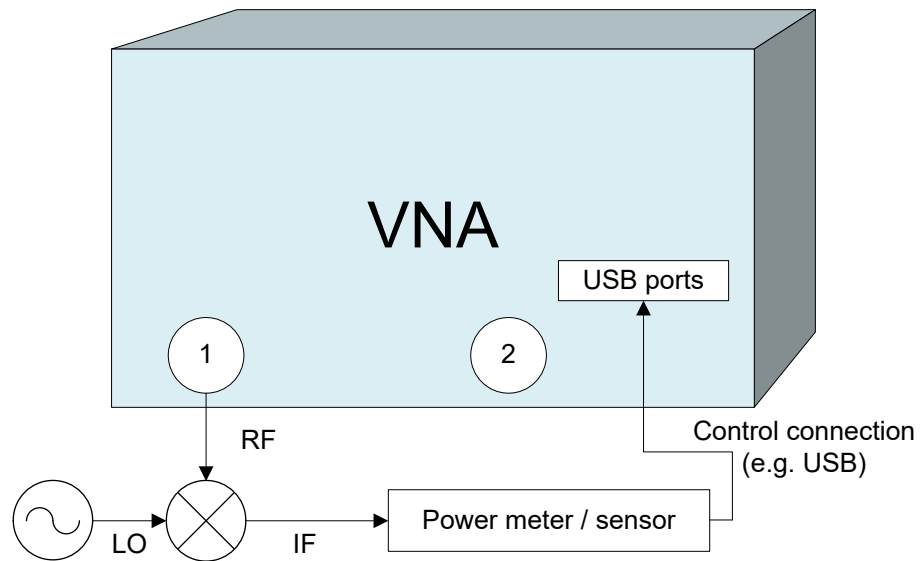 VNA
USB ports
1
2
RF
Control connection
(e.g. USB)
LO
IF
Power meter / sensor